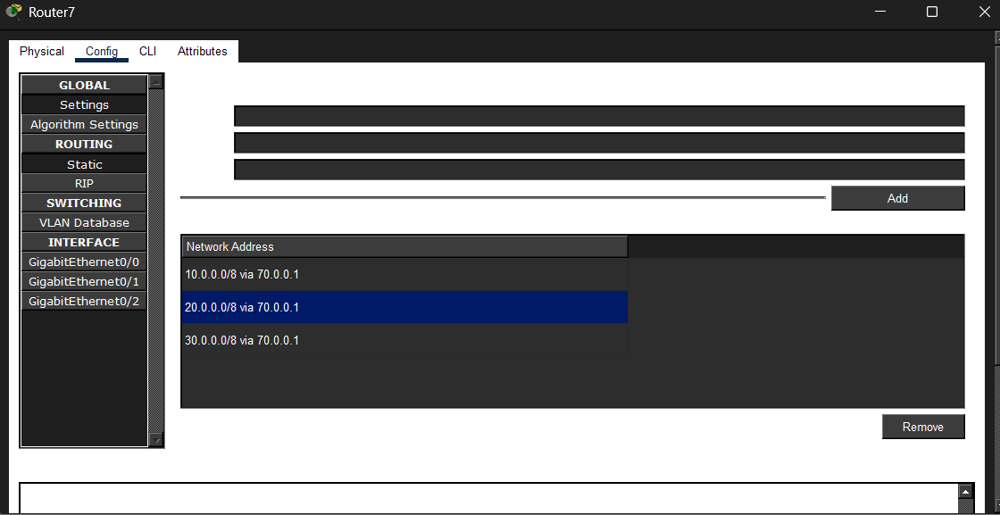 Router7
Physical Config CLI Attributes
GLOBAL
Settings
Algorithm Settings
ROUTING
Static
RIP
SWITCHING
VLAN Database
INTERFACE
GigabitEthernet0/0
GigabitEthernet0/1
GigabitEthernet0/2
Add
Network Address
10.0.0.0/8 via 70.0.0.1
20.0.0.0/8 via 70.0.0.1
30.0.0.0/8 via 70.0.0.1
Remove